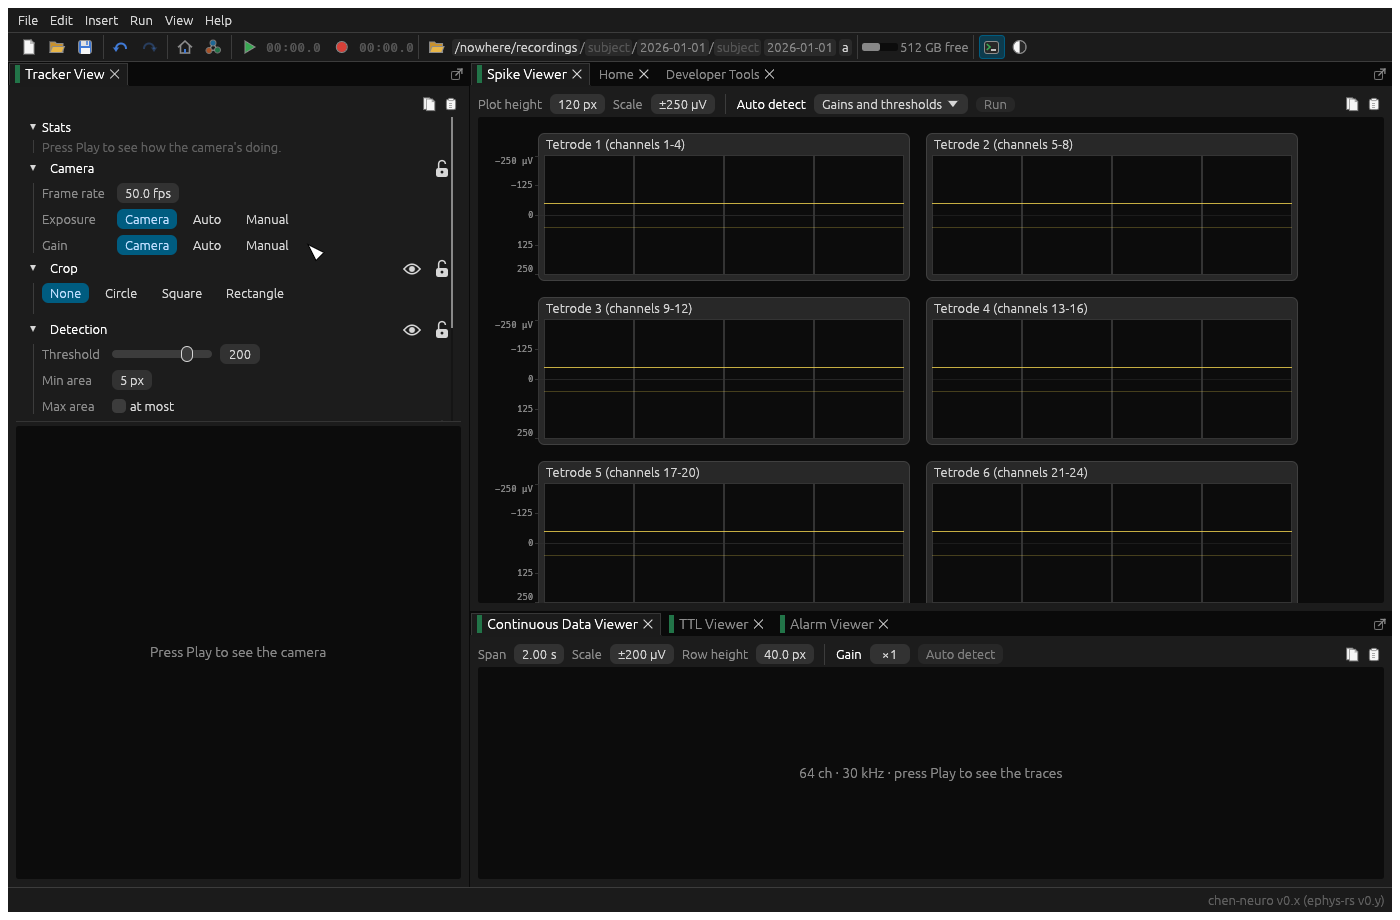 File Edit Insert Run View Help
00:00.0 00:00.0 /nowhere/recordings/subject/2026-01-01/subject 2026-01-01 a 512 GB free
Tracker View
Stats
Press Play to see how the camera's doing.
Camera
Frame rate 50.0 fps
Exposure Camera Auto Manual
Gain Camera Auto Manual
Crop
None Circle Square Rectangle
Detection
Threshold 200
Min area 5 px
Max area at most
Press Play to see the camera
Spike Viewer Home Developer Tools
Plot height 120 px Scale ±250 µV Auto detect Gains and thresholds Run
Tetrode 1 (channels 1-4) Tetrode 2 (channels 5-8)
-250 µV
-125
0
125
250
Tetrode 3 (channels 9-12) Tetrode 4 (channels 13-16)
-250 µV
-125
0
125
250
Tetrode 5 (channels 17-20) Tetrode 6 (channels 21-24)
-250 µV
-125
0
125
250
Continuous Data Viewer TTL Viewer Alarm Viewer
Span 2.00 s Scale ±200 µV Row height 40.0 px Gain ×1 Auto detect
64 ch · 30 kHz · press Play to see the traces
chen-neuro v0.x (ephys-rs v0.y)